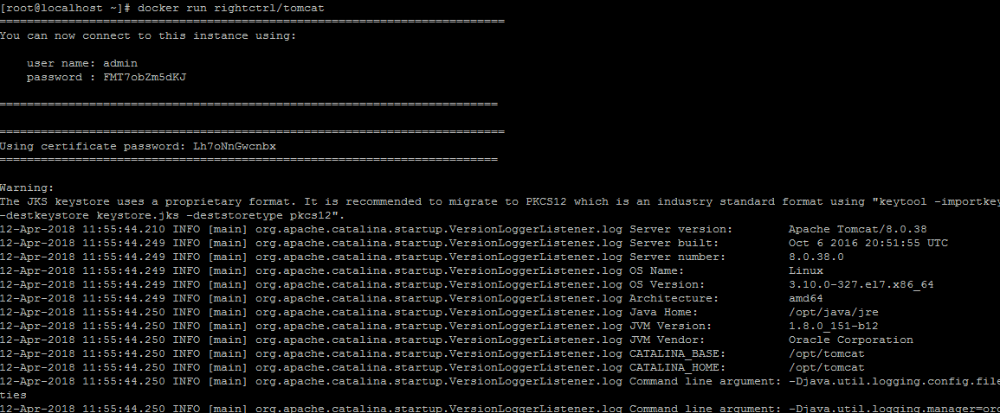 [root@localhost ~]# docker run rightctrl/tomcat
=========================================================================
You can now connect to this instance using:
user name: admin
password : FMT7obZm5dKJ
========================================================================
=========================================================================
Using certificate password: Lh7oNnGwcnbx
========================================================================
Warning:
The JKS keystore uses a proprietary format. It is recommended to migrate to PKCS12 which is an industry standard format using "keytool -importkey
-destkeystore keystore.jks -deststoretype pkcs12".
12-Apr-2018 11:55:44.210 INFO [main] org.apache.catalina.startup.VersionLoggerListener.log Server version: Apache Tomcat/8.0.38
12-Apr-2018 11:55:44.249 INFO [main] org.apache.catalina.startup.VersionLoggerListener.log Server built: Oct 6 2016 20:51:55 UTC
12-Apr-2018 11:55:44.249 INFO [main] org.apache.catalina.startup.VersionLoggerListener.log Server number: 8.0.38.0
12-Apr-2018 11:55:44.249 INFO [main] org.apache.catalina.startup.VersionLoggerListener.log OS Name: Linux
12-Apr-2018 11:55:44.249 INFO [main] org.apache.catalina.startup.VersionLoggerListener.log OS Version: 3.10.0-327.el7.x86_64
12-Apr-2018 11:55:44.249 INFO [main] org.apache.catalina.startup.VersionLoggerListener.log Architecture: amd64
12-Apr-2018 11:55:44.250 INFO [main] org.apache.catalina.startup.VersionLoggerListener.log Java Home: /opt/java/jre
12-Apr-2018 11:55:44.250 INFO [main] org.apache.catalina.startup.VersionLoggerListener.log JVM Version: 1.8.0_151-b12
12-Apr-2018 11:55:44.250 INFO [main] org.apache.catalina.startup.VersionLoggerListener.log JVM Vendor: Oracle Corporation
12-Apr-2018 11:55:44.250 INFO [main] org.apache.catalina.startup.VersionLoggerListener.log CATALINA_BASE: /opt/tomcat
12-Apr-2018 11:55:44.250 INFO [main] org.apache.catalina.startup.VersionLoggerListener.log CATALINA_HOME: /opt/tomcat
12-Apr-2018 11:55:44.250 INFO [main] org.apache.catalina.startup.VersionLoggerListener.log Command line argument: -Djava.util.logging.config.file
ties
12-Apr-2018 11:55:44.250 INFO [main] org.apache.catalina.startup.VersionLoggerListener.log Command line argument: -Djava.util.logging.manager=org